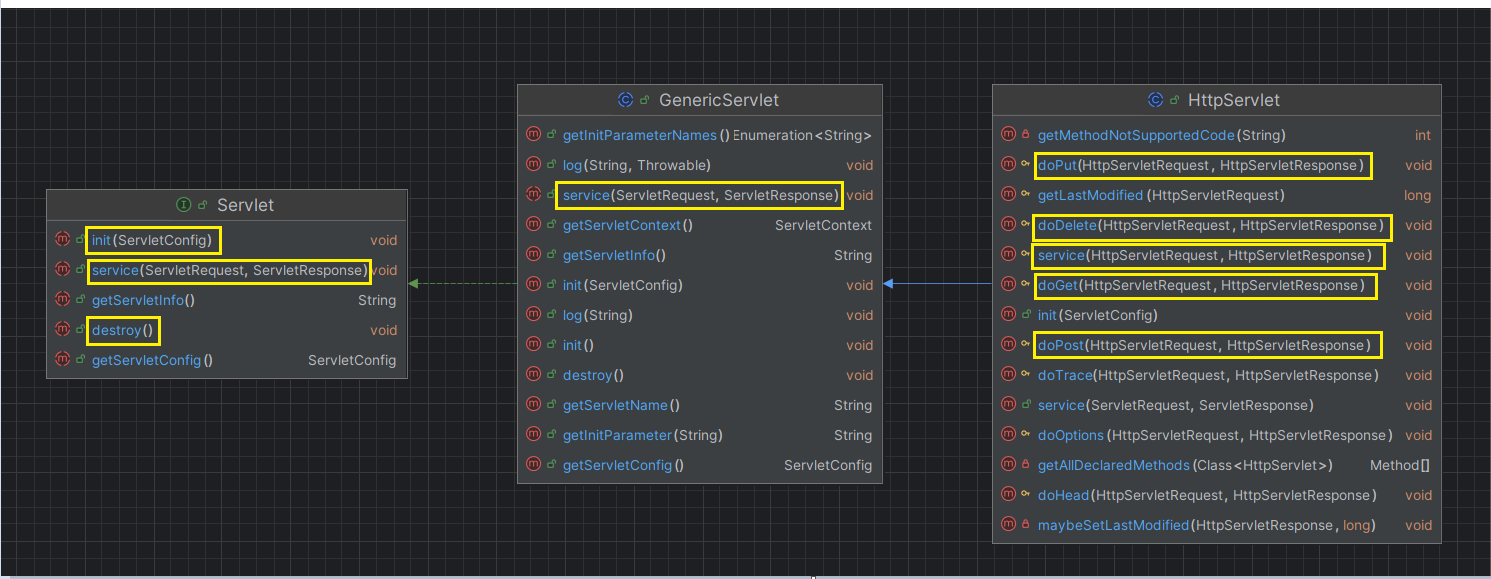 Servlet
init(ServletConfig) void
service(ServletRequest, ServletResponse) void
getServletInfo() String
destroy() void
getServletConfig() ServletConfig
GenericServlet
getInitParameterNames() Enumeration<String>
log(String, Throwable) void
service(ServletRequest, ServletResponse) void
getServletContext() ServletContext
getServletInfo() String
init(ServletConfig) void
log(String) void
init() void
destroy() void
getServletName() String
getInitParameter(String) String
getServletConfig() ServletConfig
HttpServlet
getMethodNotSupportedCode(String) int
doPut(HttpServletRequest, HttpServletResponse) void
getLastModified(HttpServletRequest) long
doDelete(HttpServletRequest, HttpServletResponse) void
service(HttpServletRequest, HttpServletResponse) void
doGet(HttpServletRequest, HttpServletResponse) void
init(ServletConfig) void
doPost(HttpServletRequest, HttpServletResponse) void
doTrace(HttpServletRequest, HttpServletResponse) void
service(ServletRequest, ServletResponse) void
doOptions(HttpServletRequest, HttpServletResponse) void
getAllDeclaredMethods(Class<HttpServlet>) Method[]
doHead(HttpServletRequest, HttpServletResponse) void
maybeSetLastModified(HttpServletResponse, long) void